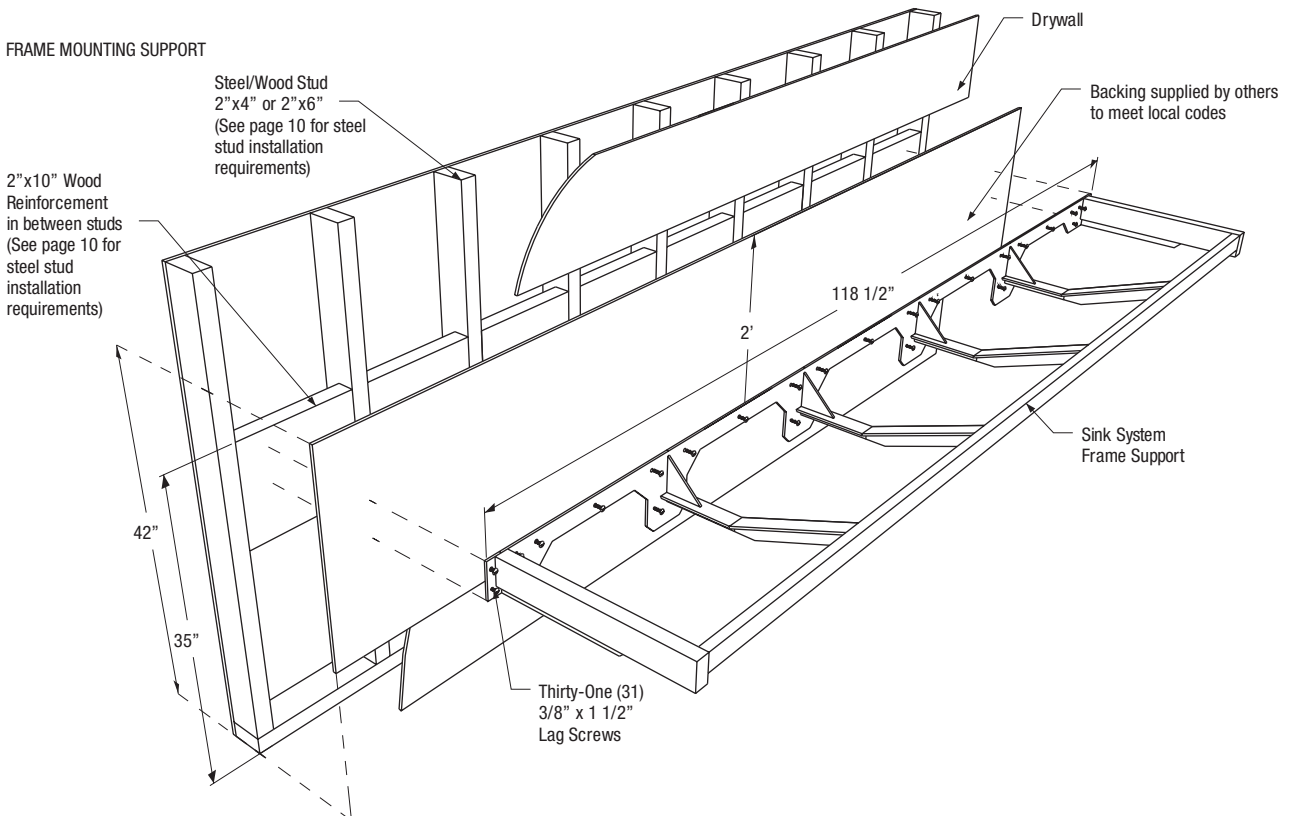 FRAME MOUNTING SUPPORT
Drywall
Steel/Wood Stud
2”x4” or 2”x6”
(See page 10 for steel
stud installation
requirements)
Backing supplied by others
to meet local codes
2”x10” Wood
Reinforcement
in between studs
(See page 10 for
steel stud
installation
requirements)
118 1/2”
2’
Sink System
Frame Support
42”
35”
Thirty-One (31)
3/8” x 1 1/2”
Lag Screws